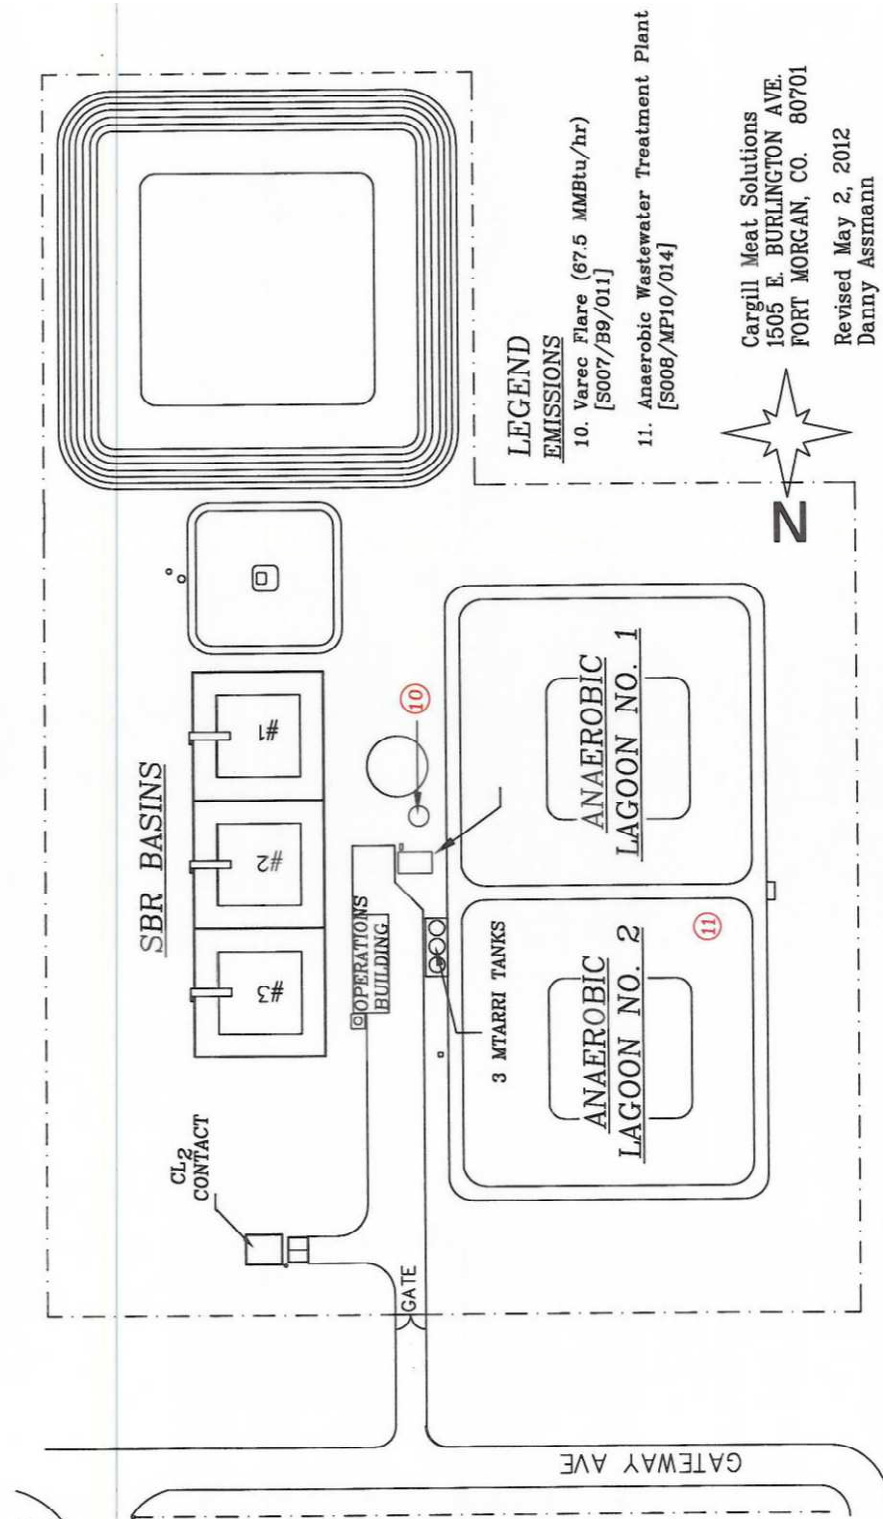 SBR BASINS
#3
#2
#1
CL2
CONTACT
OPERATIONS
BUILDING
10
GATE
3 MTARRI TANKS
ANAEROBIC
LAGOON NO. 2
11
ANAEROBIC
LAGOON NO. 1
GATEWAY AVE
LEGEND
EMISSIONS
10. Varec Flare (67.5 MMBtu/hr)
[S007/B9/011]
11. Anaerobic Wastewater Treatment Plant
[S008/MP10/014]
N
Cargill Meat Solutions
1505 E. BURLINGTON AVE.
FORT MORGAN, CO. 80701
Revised May 2, 2012
Danny Assmann